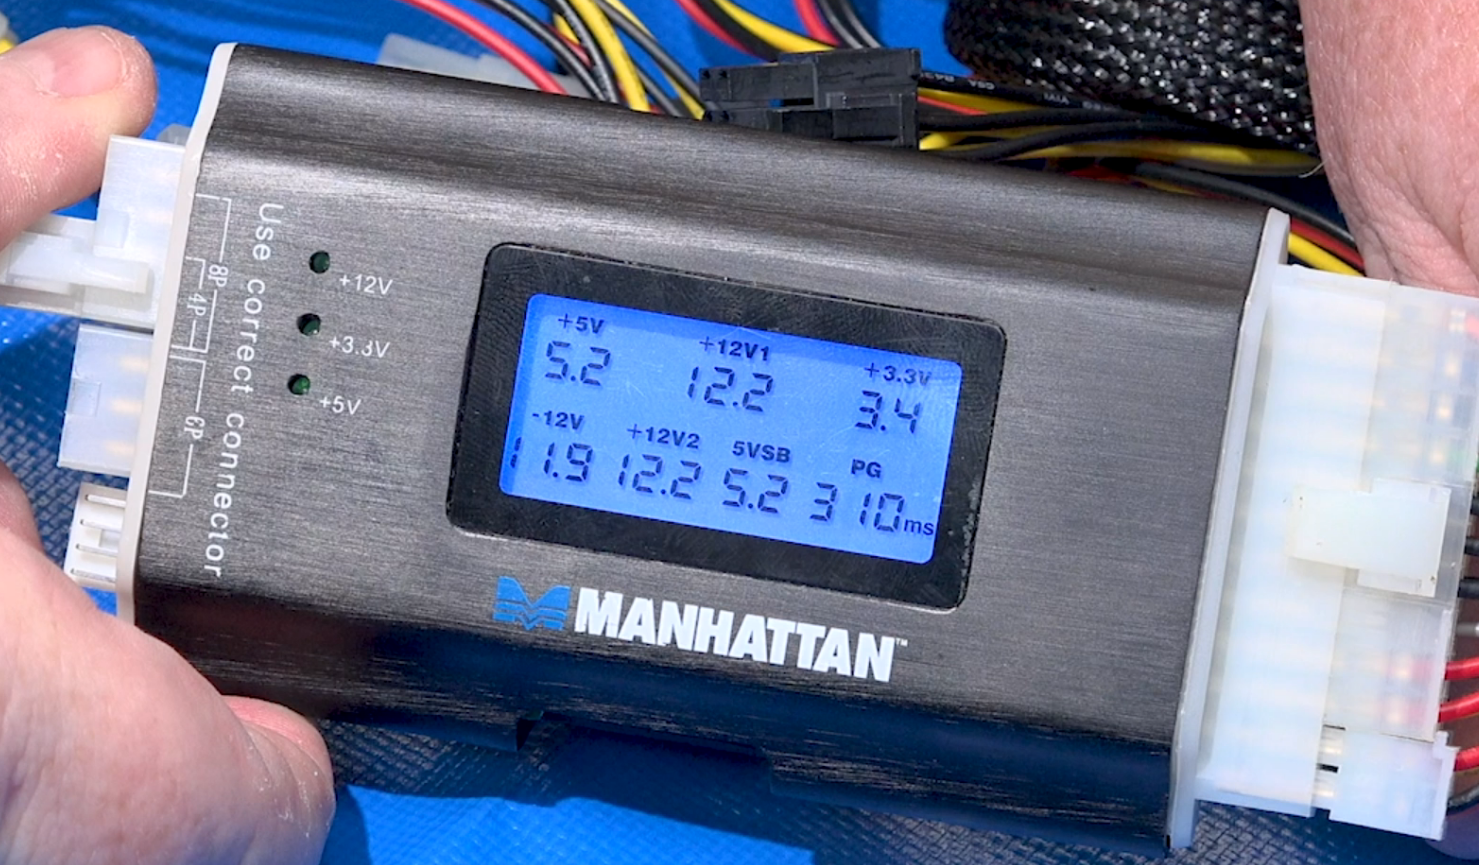 Use correct connector
8P
4P
6P
+12V
+3.3V
+5V
+5V +12V1 +3.3V
5.2 12.2 3.4
-12V +12V2 5VSB PG
11.9 12.2 5.2 310ms
MANHATTAN™